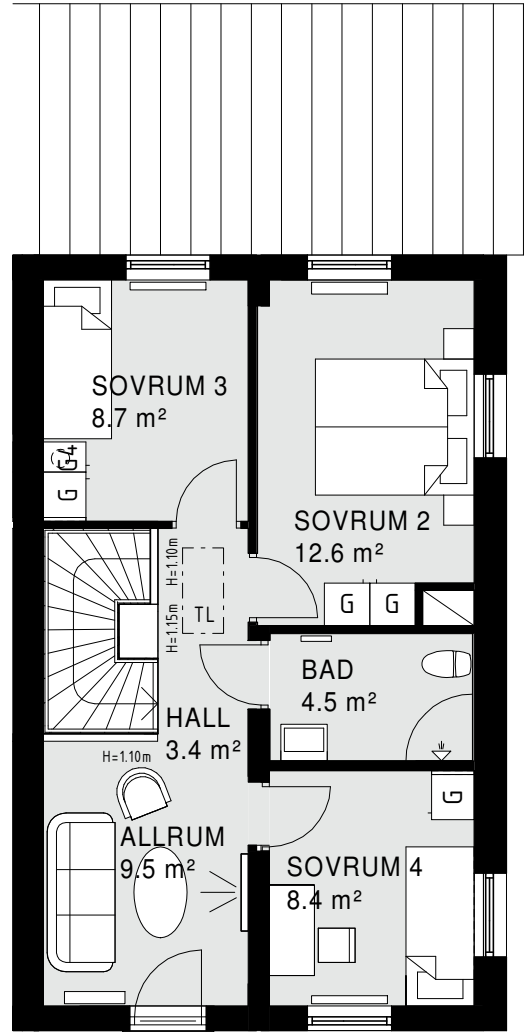 SOVRUM 3
8.7 m²
G
G
SOVRUM 2
12.6 m²
G G
H=1.10m
H=1.15m
TL
BAD
4.5 m²
HALL
3.4 m²
H=1.10m
G
ALLRUM
9.5 m²
SOVRUM 4
8.4 m²